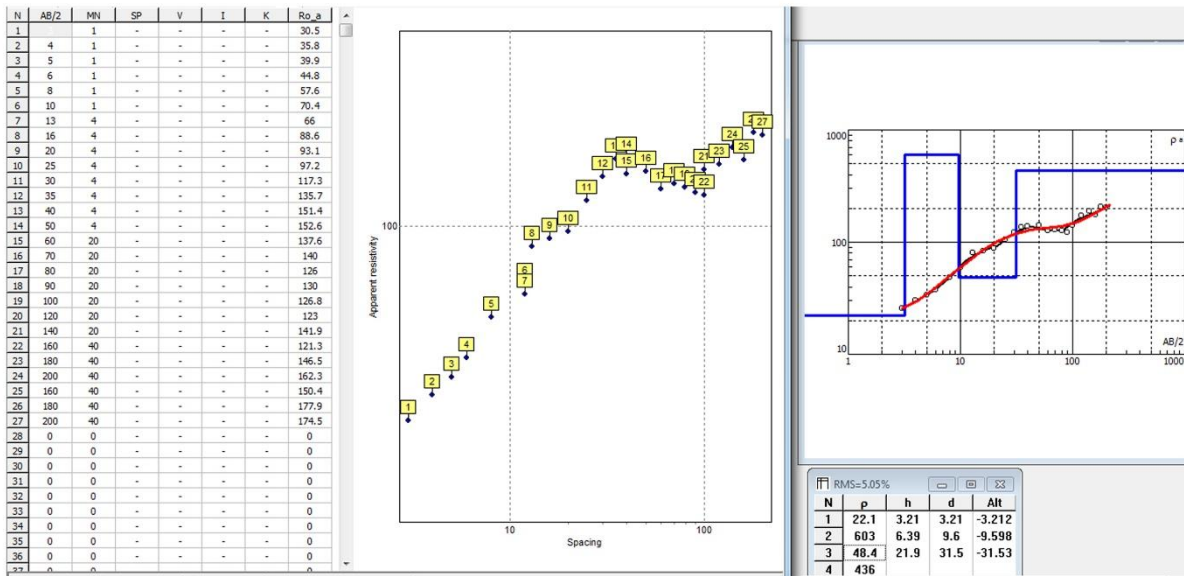 N AB/2 MN SP V I K Ro_a
1 1 - - - - 30.5
2 4 1 - - - - 35.8
3 5 1 - - - - 39.9
4 6 1 - - - - 44.8
5 8 1 - - - - 57.6
6 10 1 - - - - 70.4
7 13 4 - - - - 66
8 16 4 - - - - 88.6
9 20 4 - - - - 93.1
10 25 4 - - - - 97.2
11 30 4 - - - - 117.3
12 35 4 - - - - 135.7
13 40 4 - - - - 151.4
14 50 4 - - - - 152.6
15 60 20 - - - - 137.6
16 70 20 - - - - 140
17 80 20 - - - - 126
18 90 20 - - - - 130
19 100 20 - - - - 126.8
20 120 20 - - - - 123
21 140 20 - - - - 141.9
22 160 40 - - - - 121.3
23 180 40 - - - - 146.5
24 200 40 - - - - 162.3
25 160 40 - - - - 150.4
26 180 40 - - - - 177.9
27 200 40 - - - - 174.5
28 0 0 - - - - 0
29 0 0 - - - - 0
30 0 0 - - - - 0
31 0 0 - - - - 0
32 0 0 - - - - 0
33 0 0 - - - - 0
34 0 0 - - - - 0
35 0 0 - - - - 0
36 0 0 - - - - 0
Apparent resistivity
100
1
2
3
4
5
6
7
8
9
10
11
12
14
15
16
21
22
23
24
25
27
10 100
Spacing
1000
ρ
100
10
AB/2
1 10 100 1000
RMS=5.05%
N ρ h d Alt
1 22.1 3.21 3.21 -3.212
2 603 6.39 9.6 -9.598
3 48.4 21.9 31.5 -31.53
4 436